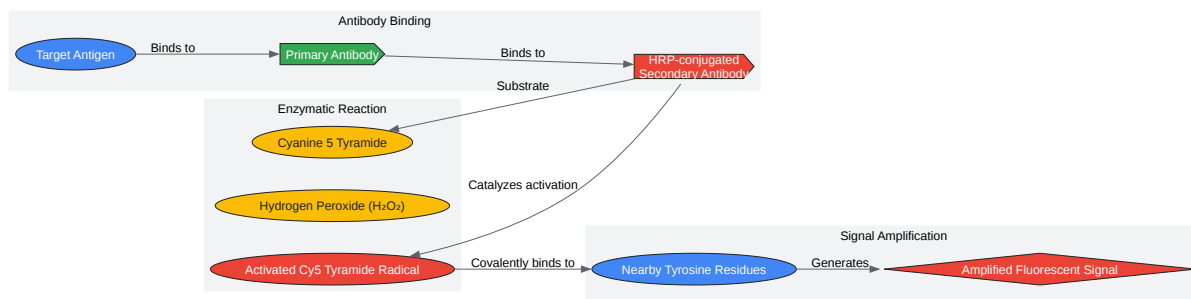 Antibody Binding
Target Antigen
Binds to
Primary Antibody
Binds to
HRP-conjugated
Secondary Antibody
Substrate
Enzymatic Reaction
Cyanine 5 Tyramide
Hydrogen Peroxide (H₂O₂)
Catalyzes activation
Activated Cy5 Tyramide Radical
Covalently binds to
Signal Amplification
Nearby Tyrosine Residues
Generates
Amplified Fluorescent Signal